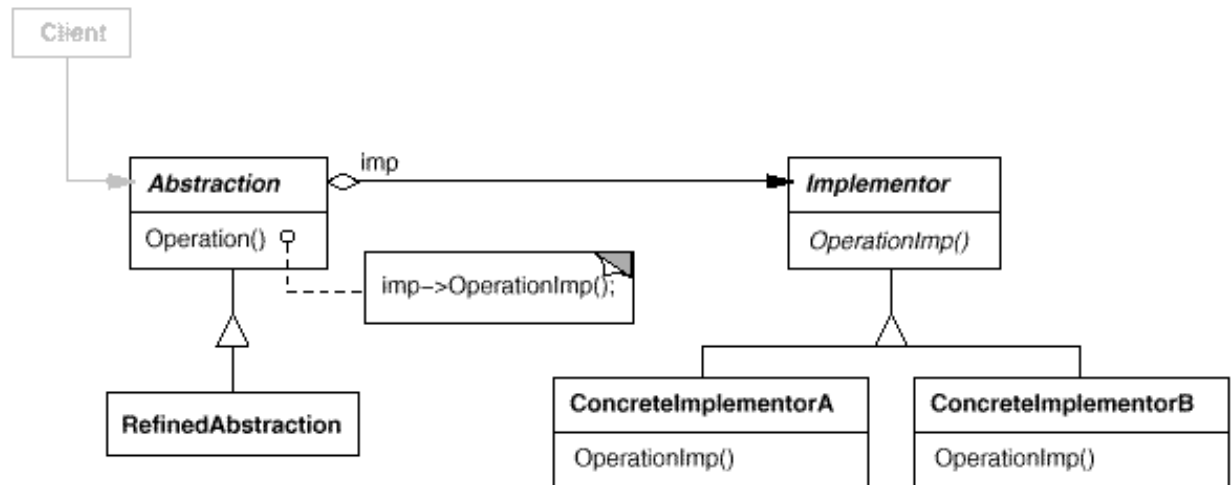 Client
imp
Abstraction
Implementor
Operation()
OperationImp()
imp->OperationImp();
RefinedAbstraction
ConcreteImplementorA
ConcreteImplementorB
OperationImp()
OperationImp()